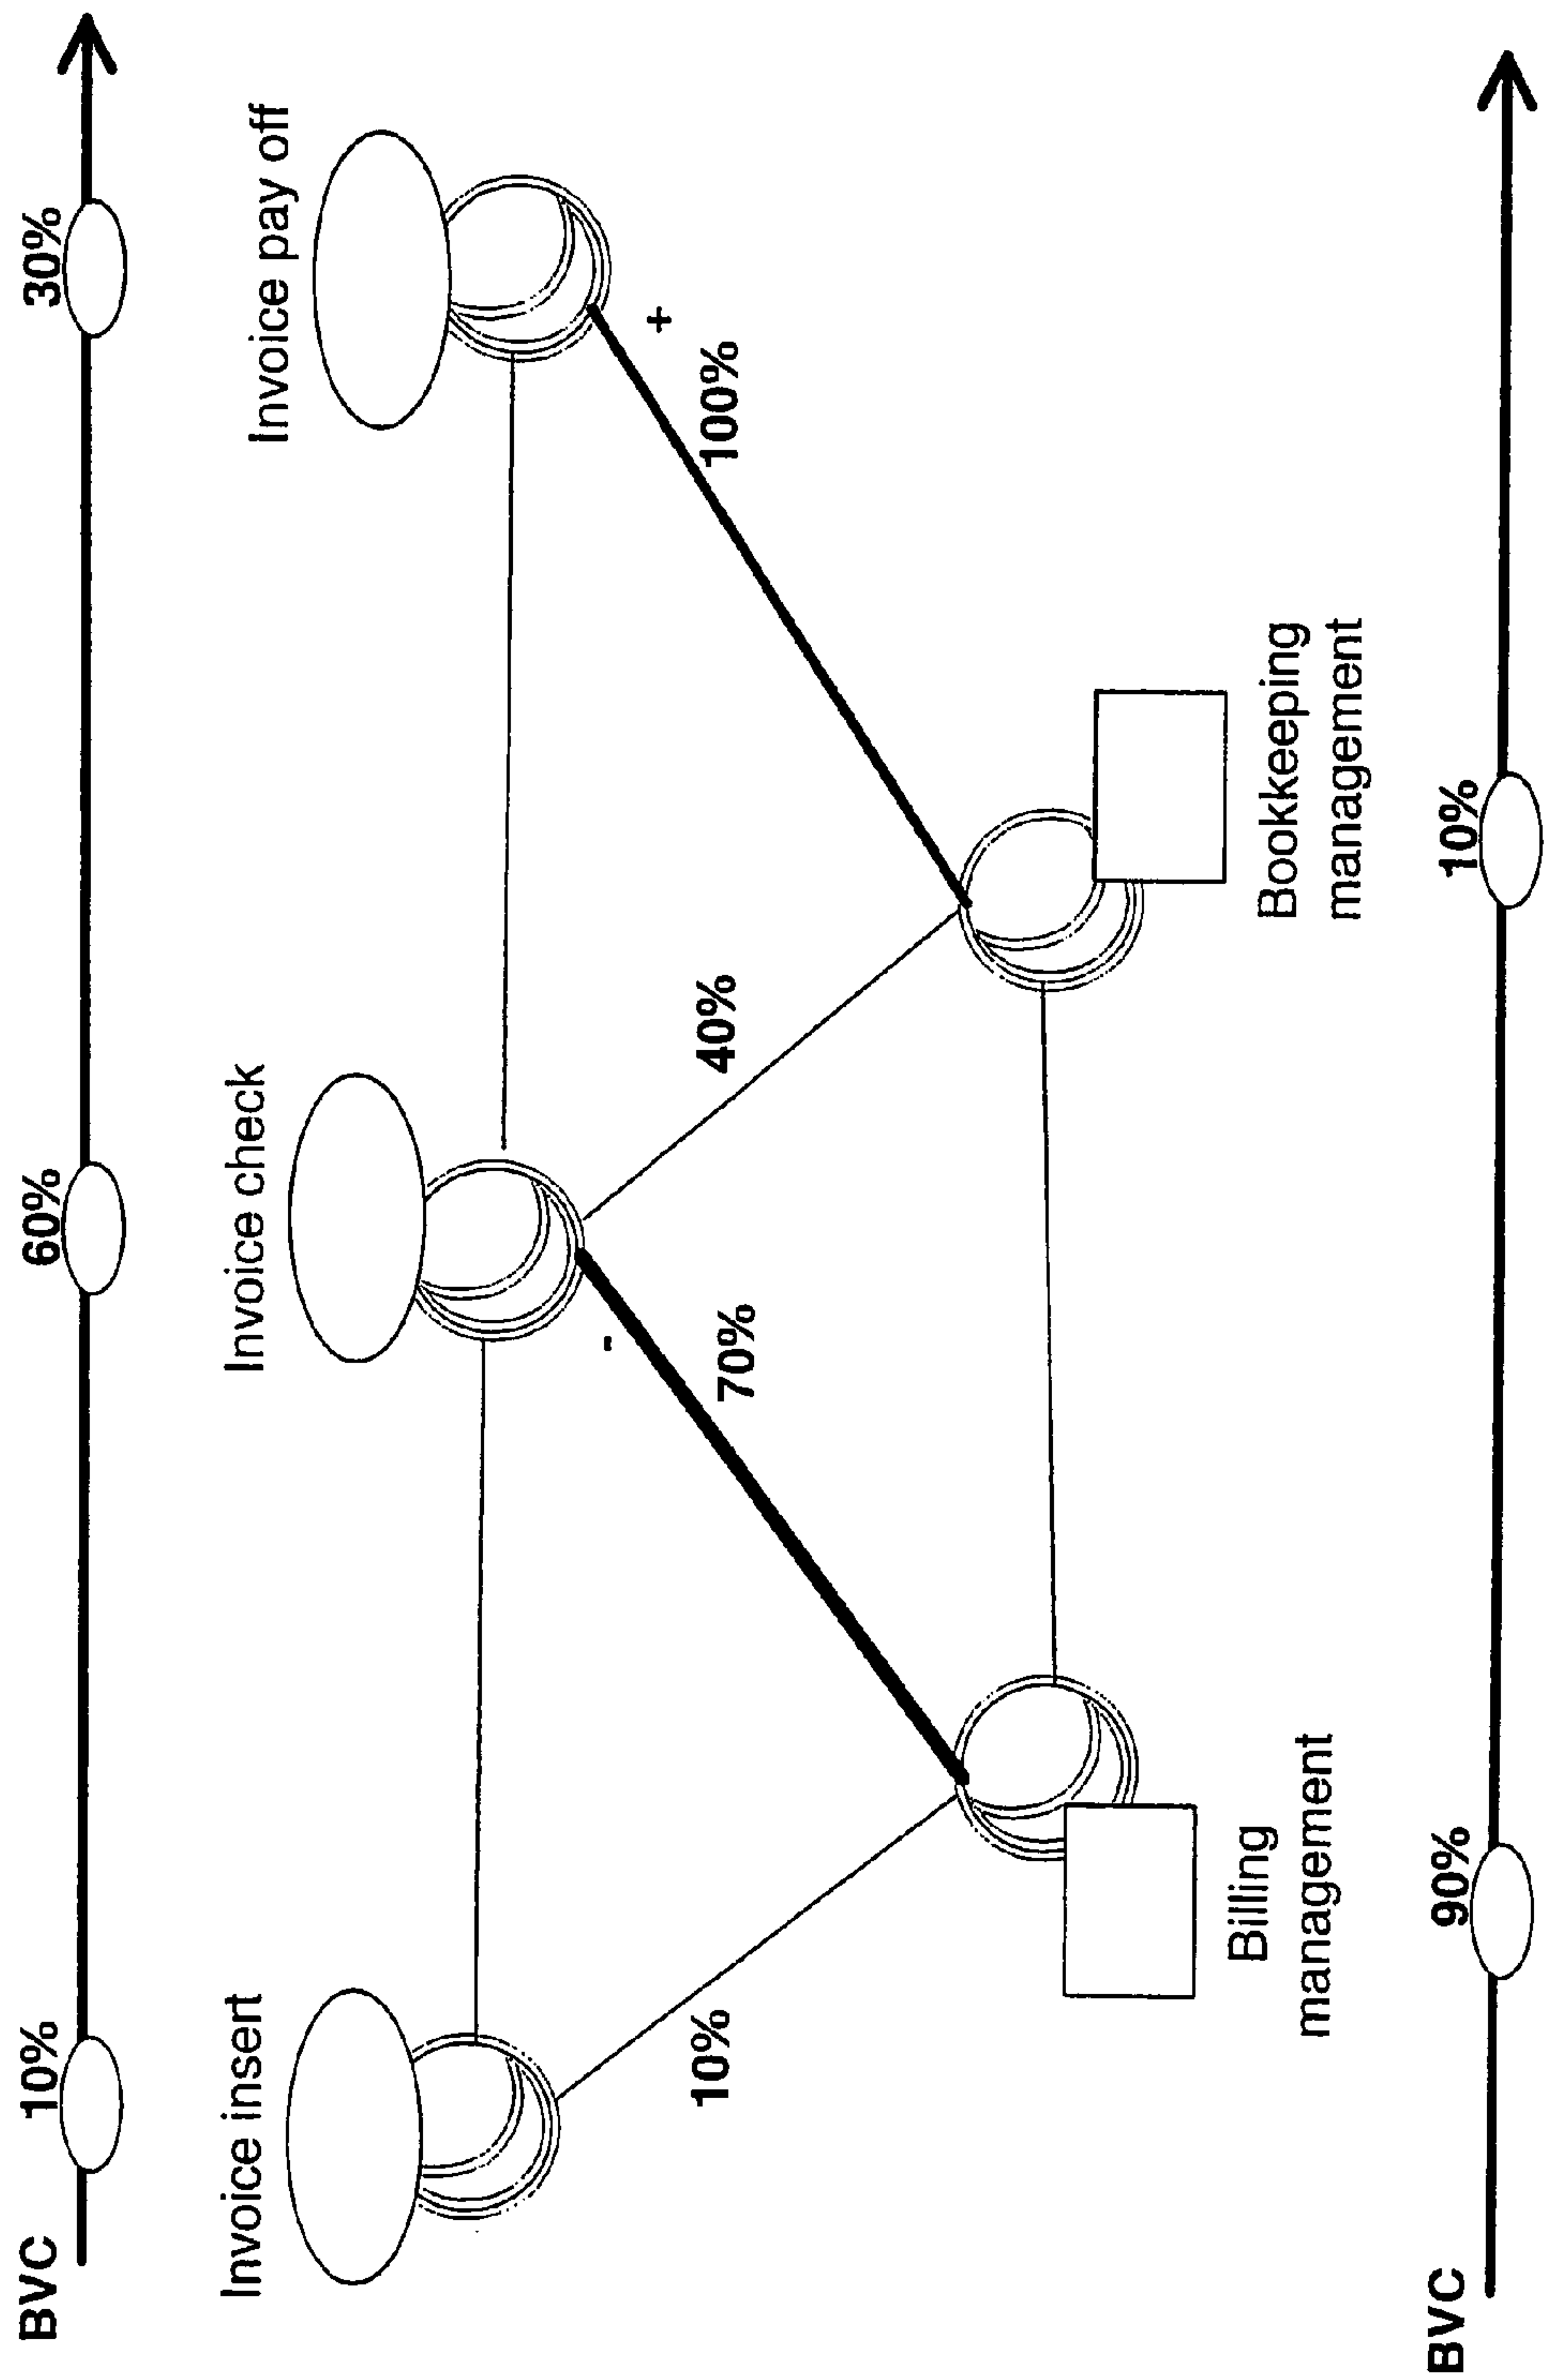 BVC
10%
60%
30%
Invoice insert
Invoice check
Invoice pay off
-
+
10%
70%
40%
100%
Billing
management
Bookkeeping
management
BVC
90%
10%